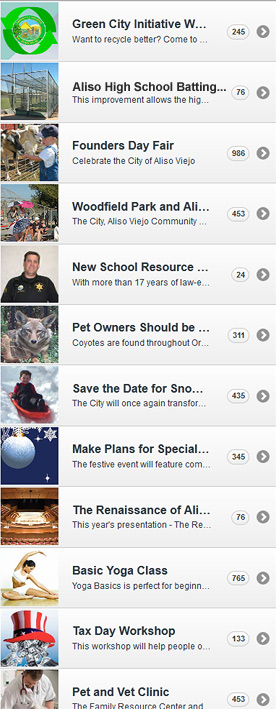 Green City Initiative W...
Want to recycle better? Come to ...
245
Aliso High School Batting...
This improvement allows the hig...
76
Founders Day Fair
Celebrate the City of Aliso Viejo
986
Woodfield Park and Ali...
The City, Aliso Viejo Community ...
453
New School Resource ...
With more than 17 years of law-e...
24
Pet Owners Should be ...
Coyotes are found throughout Or...
311
Save the Date for Sno...
The City will once again transfor...
435
Make Plans for Special...
The festive event will feature com...
345
The Renaissance of Ali...
This year's presentation - The Re...
76
Basic Yoga Class
Yoga Basics is perfect for beginn...
765
Tax Day Workshop
This workshop will help people o...
133
Pet and Vet Clinic
The Family Resource Center and
453